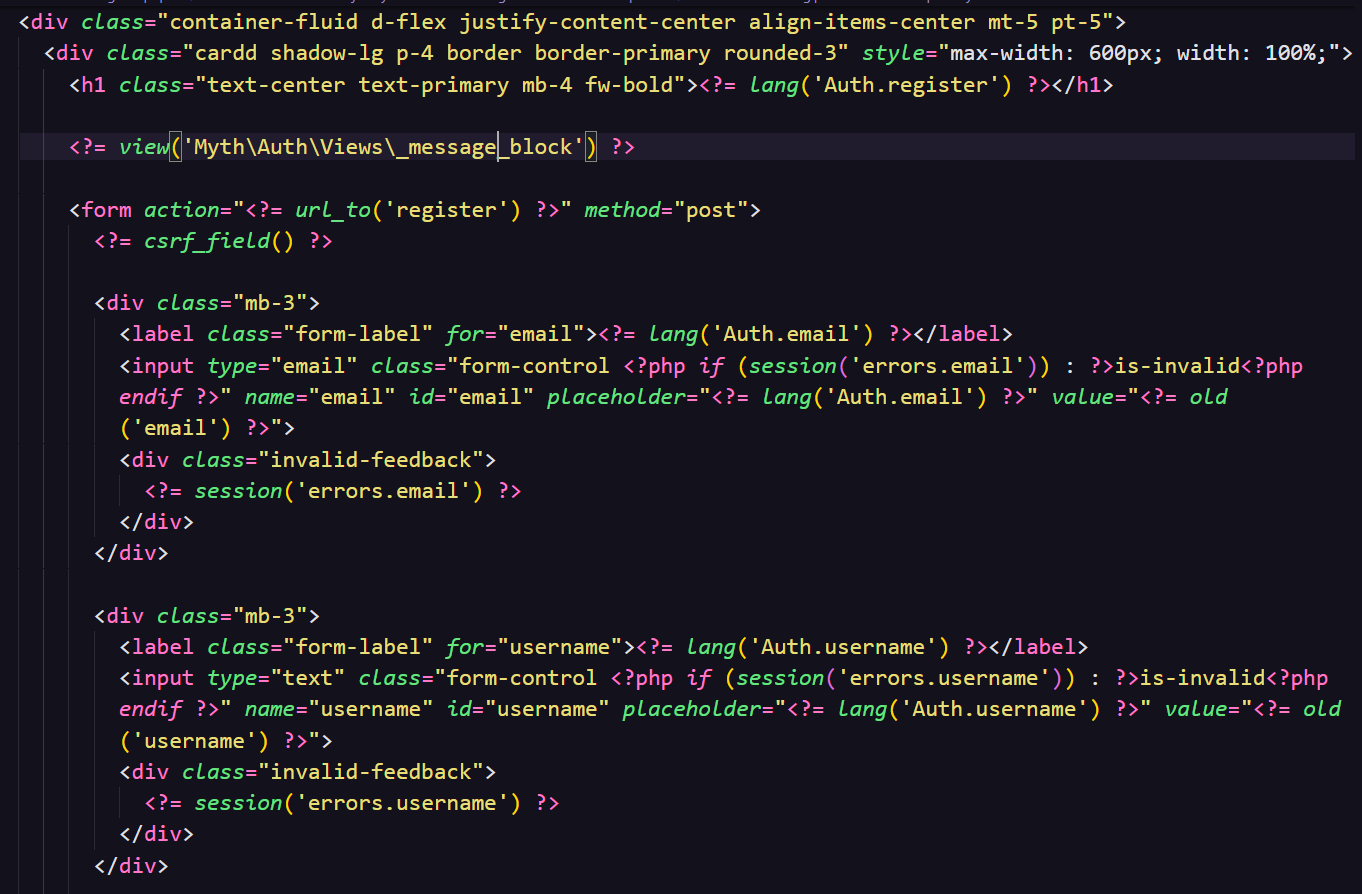 <div class="container-fluid d-flex justify-content-center align-items-center mt-5 pt-5">
<div class="cardd shadow-lg p-4 border border-primary rounded-3" style="max-width: 600px; width: 100%;">
<h1 class="text-center text-primary mb-4 fw-bold"><?= lang('Auth.register') ?></h1>
<?= view('Myth\Auth\Views\_message_block') ?>
<form action="<?= url_to('register') ?>" method="post">
<?= csrf_field() ?>
<div class="mb-3">
<label class="form-label" for="email"><?= lang('Auth.email') ?></label>
<input type="email" class="form-control <?php if (session('errors.email')) : ?>is-invalid<?php
endif ?>" name="email" id="email" placeholder="<?= lang('Auth.email') ?>" value="<?= old
('email') ?>">
<div class="invalid-feedback">
<?= session('errors.email') ?>
</div>
</div>
<div class="mb-3">
<label class="form-label" for="username"><?= lang('Auth.username') ?></label>
<input type="text" class="form-control <?php if (session('errors.username')) : ?>is-invalid<?php
endif ?>" name="username" id="username" placeholder="<?= lang('Auth.username') ?>" value="<?= old
('username') ?>">
<div class="invalid-feedback">
<?= session('errors.username') ?>
</div>
</div>